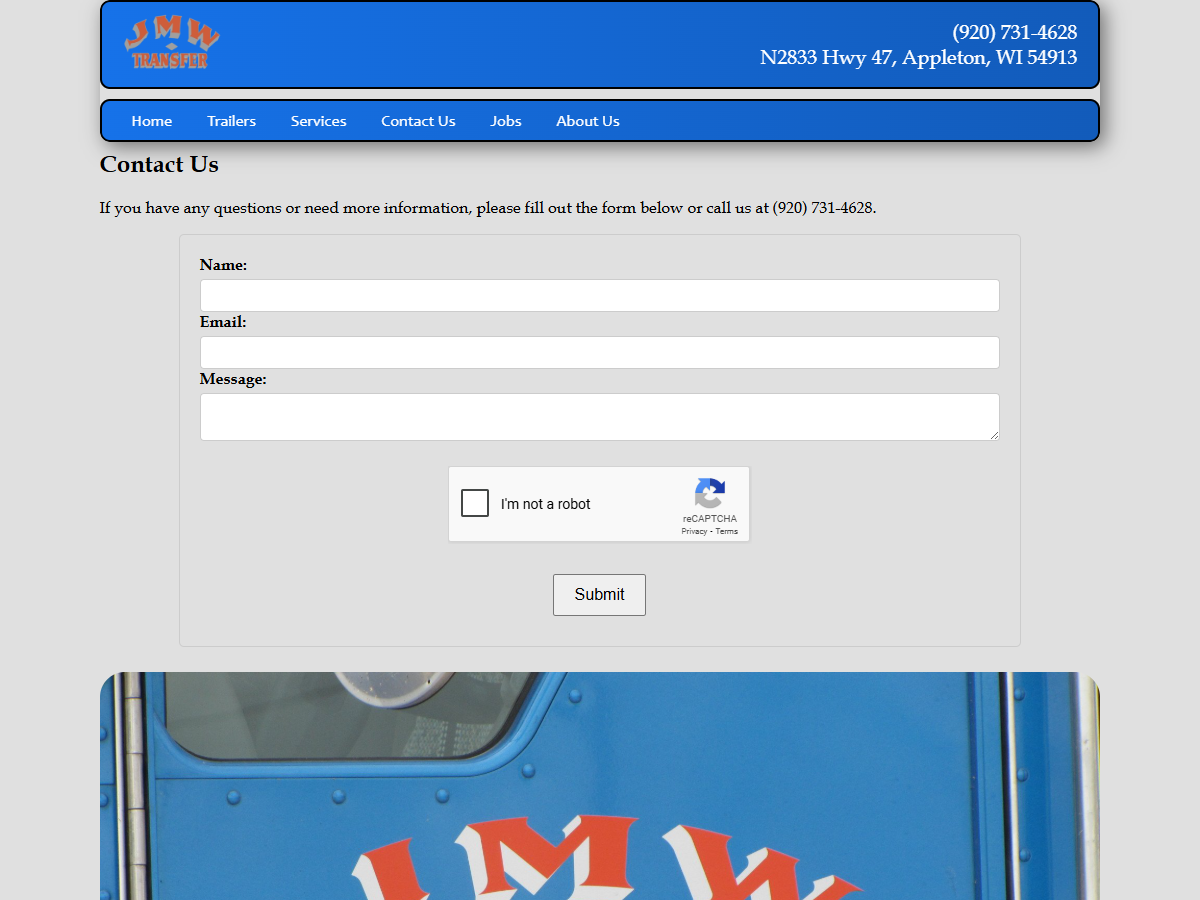 JMW
TRANSFER
(920) 731-4628
N2833 Hwy 47, Appleton, WI 54913
Home Trailers Services Contact Us Jobs About Us
Contact Us
If you have any questions or need more information, please fill out the form below or call us at (920) 731-4628.
Name:
Email:
Message:
I'm not a robot
reCAPTCHA
Privacy - Terms
Submit
JMW